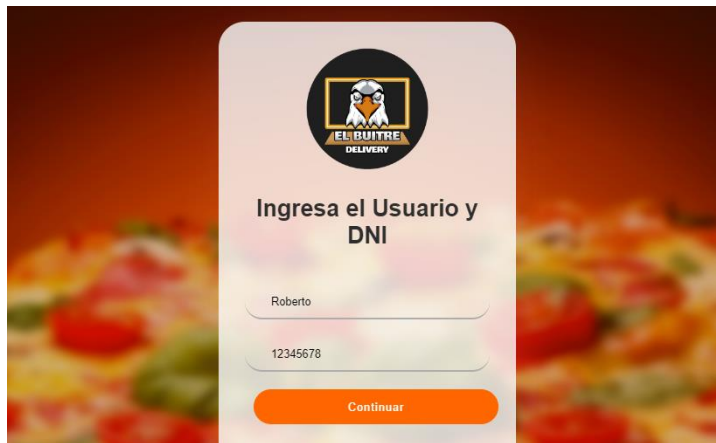 EL BUITRE
DELIVERY
Ingresa el Usuario y
DNI
Roberto
12345678
Continuar